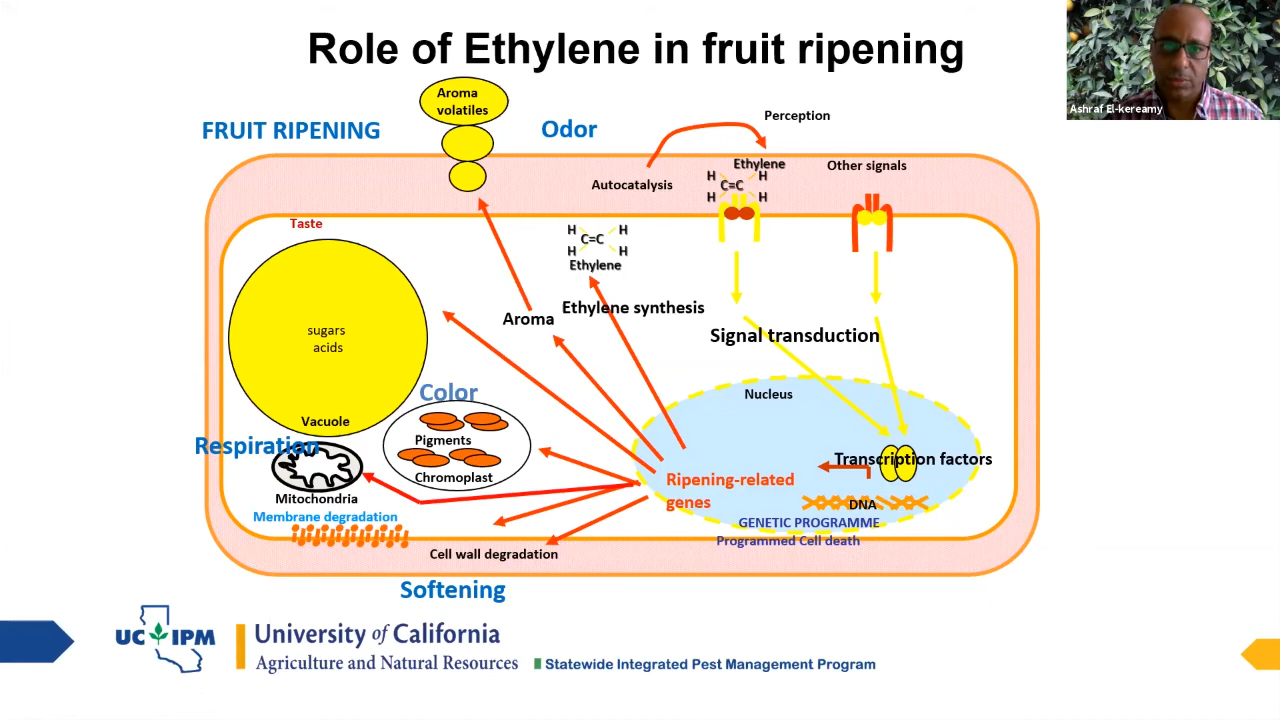 Role of Ethylene in fruit ripening
Ashraf El-kereamy
Aroma
volatiles
FRUIT RIPENING
Odor
Perception
Autocatalysis
Ethylene
H H
C=C
H H
Other signals
Taste
H H
C=C
H H
Ethylene
sugars
acids
Aroma
Ethylene synthesis
Signal transduction
Color
Nucleus
Vacuole
Respiration
Pigments
Chromoplast
Transcription factors
Ripening-related
genes
Mitochondria
DNA
Membrane degradation
GENETIC PROGRAMME
Programmed Cell death
Cell wall degradation
Softening
UC IPM
University of California
Agriculture and Natural Resources
Statewide Integrated Pest Management Program